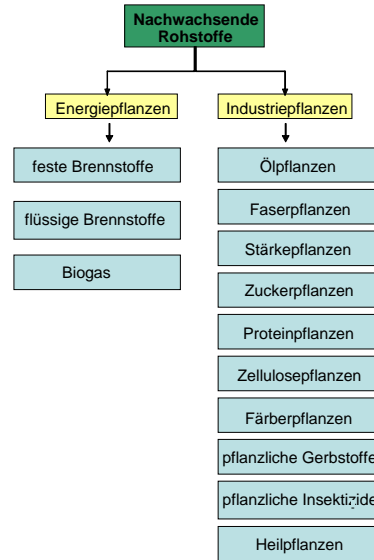 Nachwachsende
Rohstoffe
Energiepflanzen
feste Brennstoffe
flüssige Brennstoffe
Biogas
Industriepflanzen
Ölpflanzen
Faserpflanzen
Stärkepflanzen
Zuckerpflanzen
Proteinpflanzen
Zellulosepflanzen
Färberpflanzen
pflanzliche Gerbstoffe
pflanzliche Insektizide
Heilpflanzen